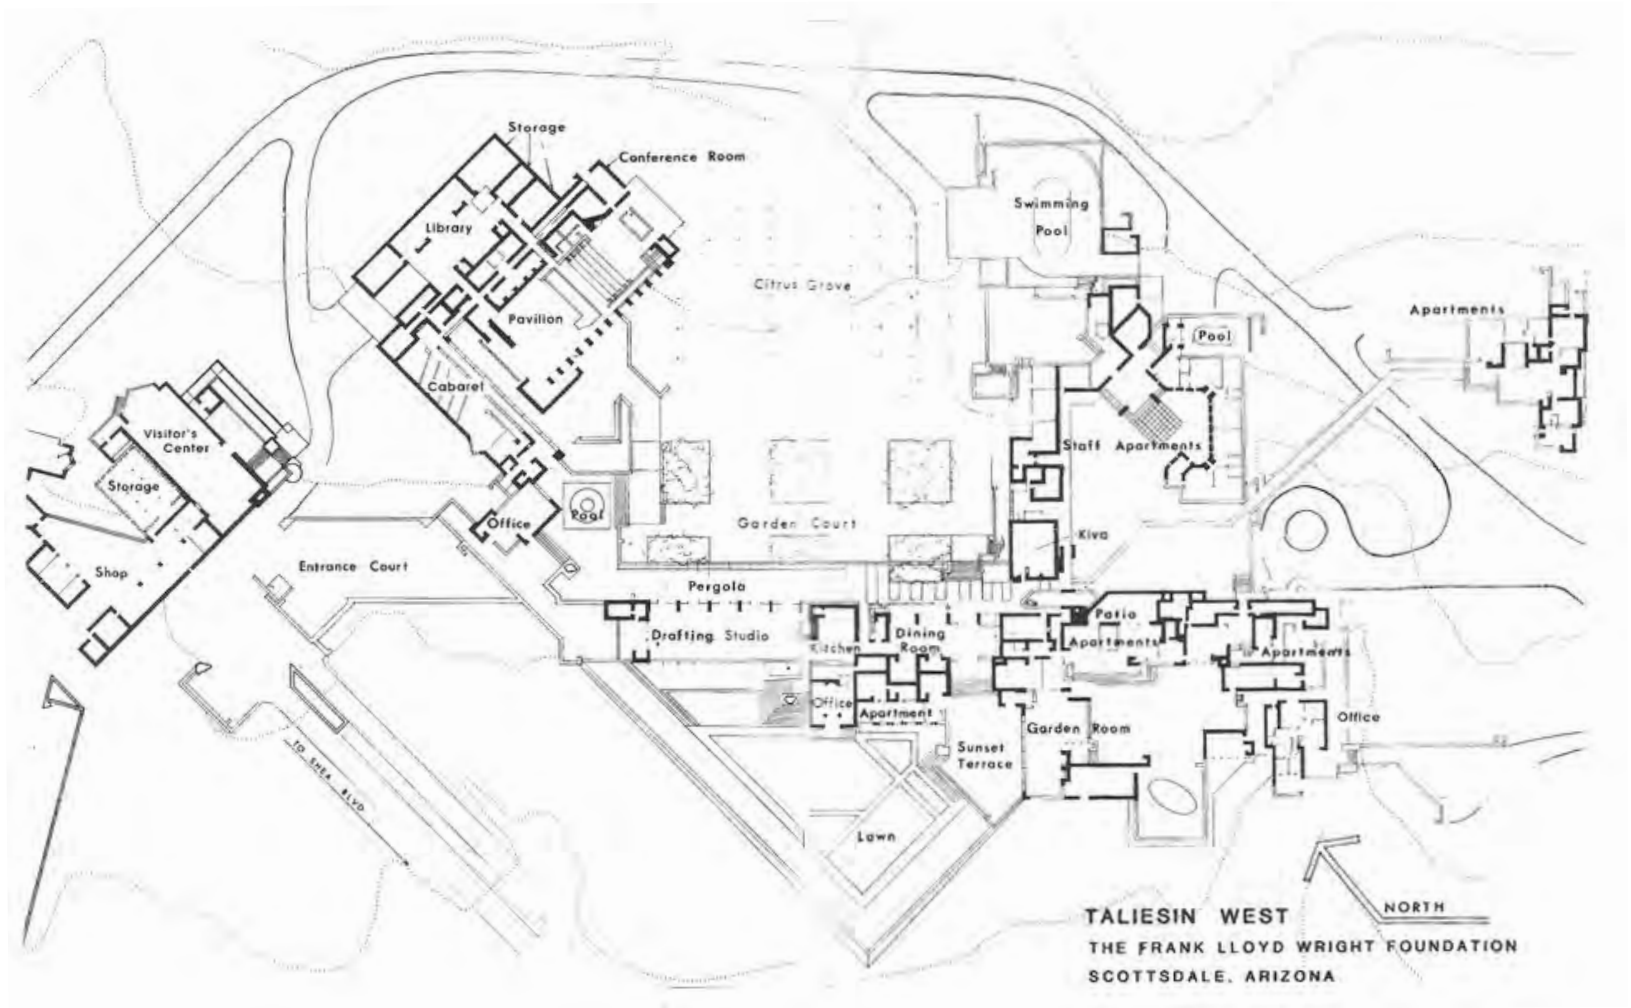 Storage
Conference Room
Library
Swimming
Pool
Citrus Grove
Apartments
Pavilion
Pool
Cabaret
Visitor's
Center
Staff Apartments
Storage
Pool
Office
Garden Court
Kiva
Entrance Court
Shop
Pergola
Patio
Drafting Studio
Dining
Room
Kitchen
Apartments
Apartments
Office
Apartment
Office
Garden Room
Sunset
Terrace
TO SHEA BLVD
Lawn
NORTH
TALIESIN WEST
THE FRANK LLOYD WRIGHT FOUNDATION
SCOTTSDALE, ARIZONA